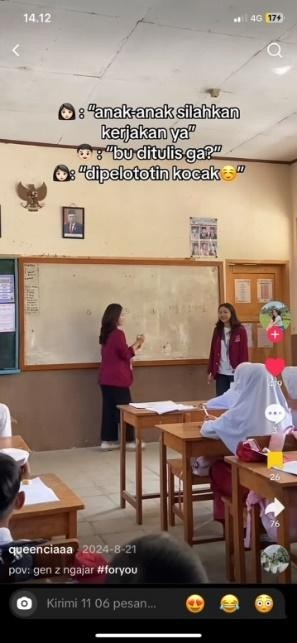 14.12
4G 17+
👩🏻: "anak-anak silahkan
kerjakan ya"
👦🏻: "bu ditulis ga?"
👩🏻: "dipelototin kocak☺️"
26
76
queenciaaa · 2024-8-21
pov: gen z ngajar #foryou
Kirimi 11 06 pesan...